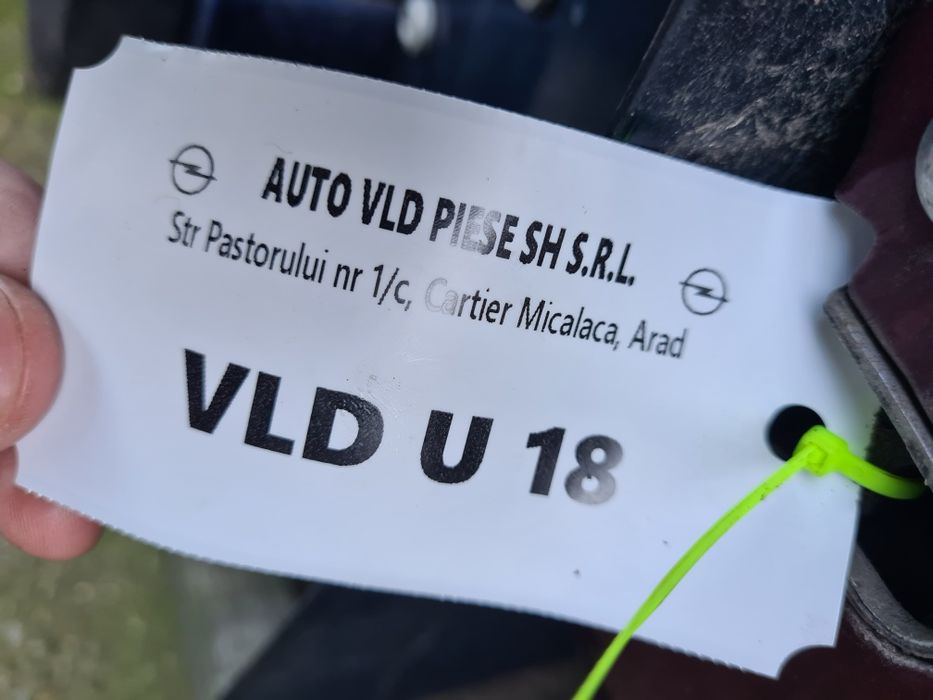 AUTO VLD PIESE SH S.R.L.
Str Pastorului nr 1/c, Cartier Micalaca, Arad
VLD U 18